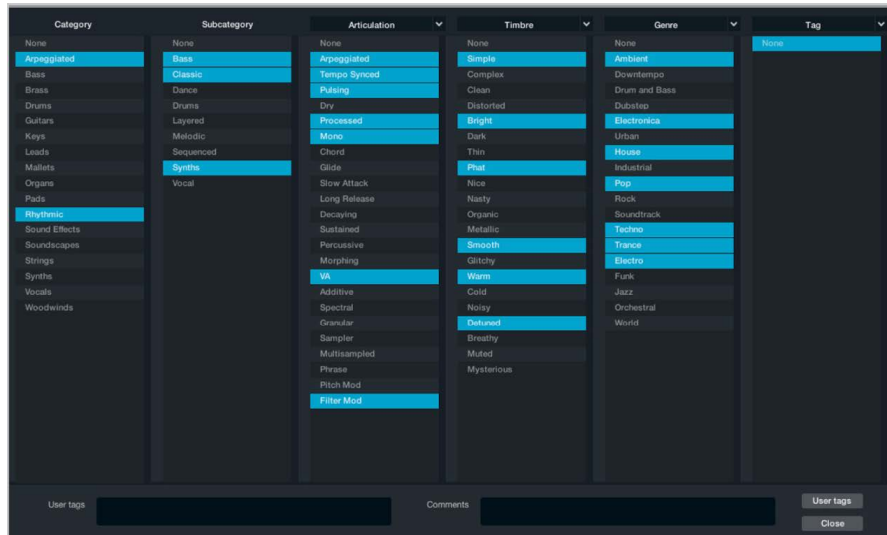 Category
None
Arpeggiated
Bass
Brass
Drums
Guitars
Keys
Leads
Mallets
Organs
Pads
Rhythmic
Sound Effects
Soundscapes
Strings
Synths
Vocals
Woodwinds
Subcategory
None
Bass
Classic
Dance
Drums
Layered
Melodic
Sequenced
Synths
Vocal
Articulation
None
Arpeggiated
Tempo Synced
Pulsing
Dry
Processed
Mono
Chord
Glide
Slow Attack
Long Release
Decaying
Sustained
Percussive
Morphing
VA
Additive
Spectral
Granular
Sampler
Multisampled
Phrase
Pitch Mod
Filter Mod
Timbre
None
Simple
Complex
Clean
Distorted
Bright
Dark
Thin
Phat
Nice
Nasty
Organic
Metallic
Smooth
Glitchy
Warm
Cold
Noisy
Detuned
Breathy
Muted
Mysterious
Genre
None
Ambient
Downtempo
Drum and Bass
Dubstep
Electronica
Urban
House
Industrial
Pop
Rock
Soundtrack
Techno
Trance
Electro
Funk
Jazz
Orchestral
World
Tag
None
User tags
Comments
User tags
Close